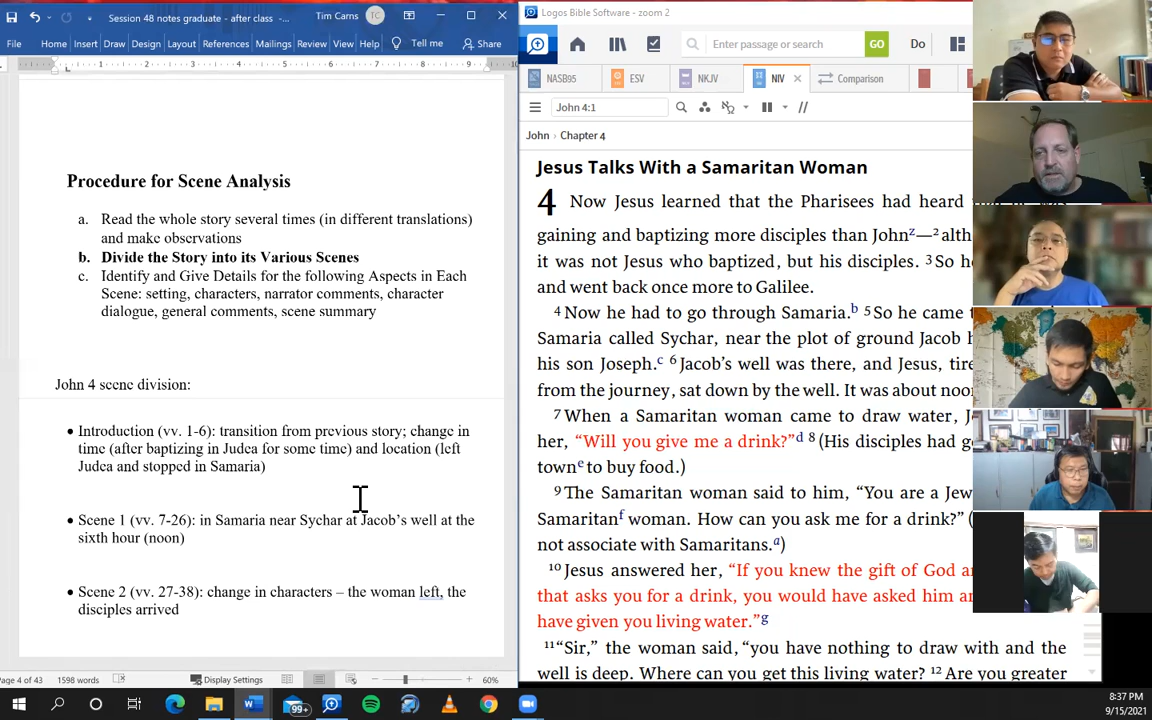 Session 48 notes graduate - after class -...
Tim Carns
TC
File Home Insert Draw Design Layout References Mailings Review View Help Tell me Share
Procedure for Scene Analysis
a. Read the whole story several times (in different translations)
and make observations
b. Divide the Story into its Various Scenes
c. Identify and Give Details for the following Aspects in Each
Scene: setting, characters, narrator comments, character
dialogue, general comments, scene summary
John 4 scene division:
• Introduction (vv. 1-6): transition from previous story; change in
time (after baptizing in Judea for some time) and location (left
Judea and stopped in Samaria)
• Scene 1 (vv. 7-26): in Samaria near Sychar at Jacob’s well at the
sixth hour (noon)
• Scene 2 (vv. 27-38): change in characters – the woman left, the
disciples arrived
Page 4 of 43 1598 words Display Settings 60%
Logos Bible Software - zoom 2
Enter passage or search GO Do
NASB95 ESV NKJV NIV Comparison
John 4:1
John › Chapter 4
Jesus Talks With a Samaritan Woman
4 Now Jesus learned that the Pharisees had heard
gaining and baptizing more disciples than Johnz—2 alth
it was not Jesus who baptized, but his disciples. 3 So he
and went back once more to Galilee.
4 Now he had to go through Samaria.b 5 So he came
Samaria called Sychar, near the plot of ground Jacob h
his son Joseph.c 6 Jacob’s well was there, and Jesus, tire
from the journey, sat down by the well. It was about noo
7 When a Samaritan woman came to draw water, J
her, “Will you give me a drink?”d 8 (His disciples had g
towne to buy food.)
9 The Samaritan woman said to him, “You are a Jew
Samaritanf woman. How can you ask me for a drink?” (
not associate with Samaritans.a)
10 Jesus answered her, “If you knew the gift of God an
that asks you for a drink, you would have asked him an
have given you living water.”g
11 “Sir,” the woman said, “you have nothing to draw with and the
well is deep. Where can you get this living water? 12 Are you greater
99+
8:37 PM
9/15/2021